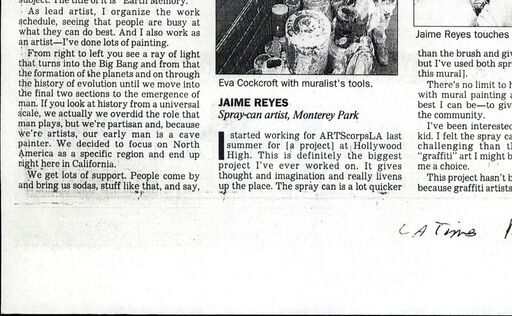 subject. The title of it is "Earth Memory."
As lead artist, I organize the work
schedule, seeing that people are busy at
what they can do best. And I also work as
an artist—I've done lots of painting.
From right to left you see a ray of light
that turns into the Big Bang and from that
the formation of the planets and on through
the history of evolution until we move into
the final two sections to the emergence of
man. If you look at history from a universal
scale, we actually we overdid the role that
man plays, but we're partisan and, because
we're artists, our early man is a cave
painter. We decided to focus on North
America as a specific region and end up
right here in California.
We get lots of support. People come by
and bring us sodas, stuff like that, and say,
Eva Cockcroft with muralist's tools.
JAIME REYES
Spray-can artist, Monterey Park
I started working for ARTScorpsLA last
summer for [a project] at Hollywood
High. This is definitely the biggest
project I've ever worked on. It gives
thought and imagination and really livens
up the place. The spray can is a lot quicker
Jaime Reyes touches
than the brush and giv
but I've used both spr
this mural].
There's no limit to h
with mural painting a
best I can be—to giv
the community.
I've been interested
kid. I felt the spray ca
challenging than th
"graffiti" art I might b
me a choice.
This project hasn't b
because graffiti artists
LA Time